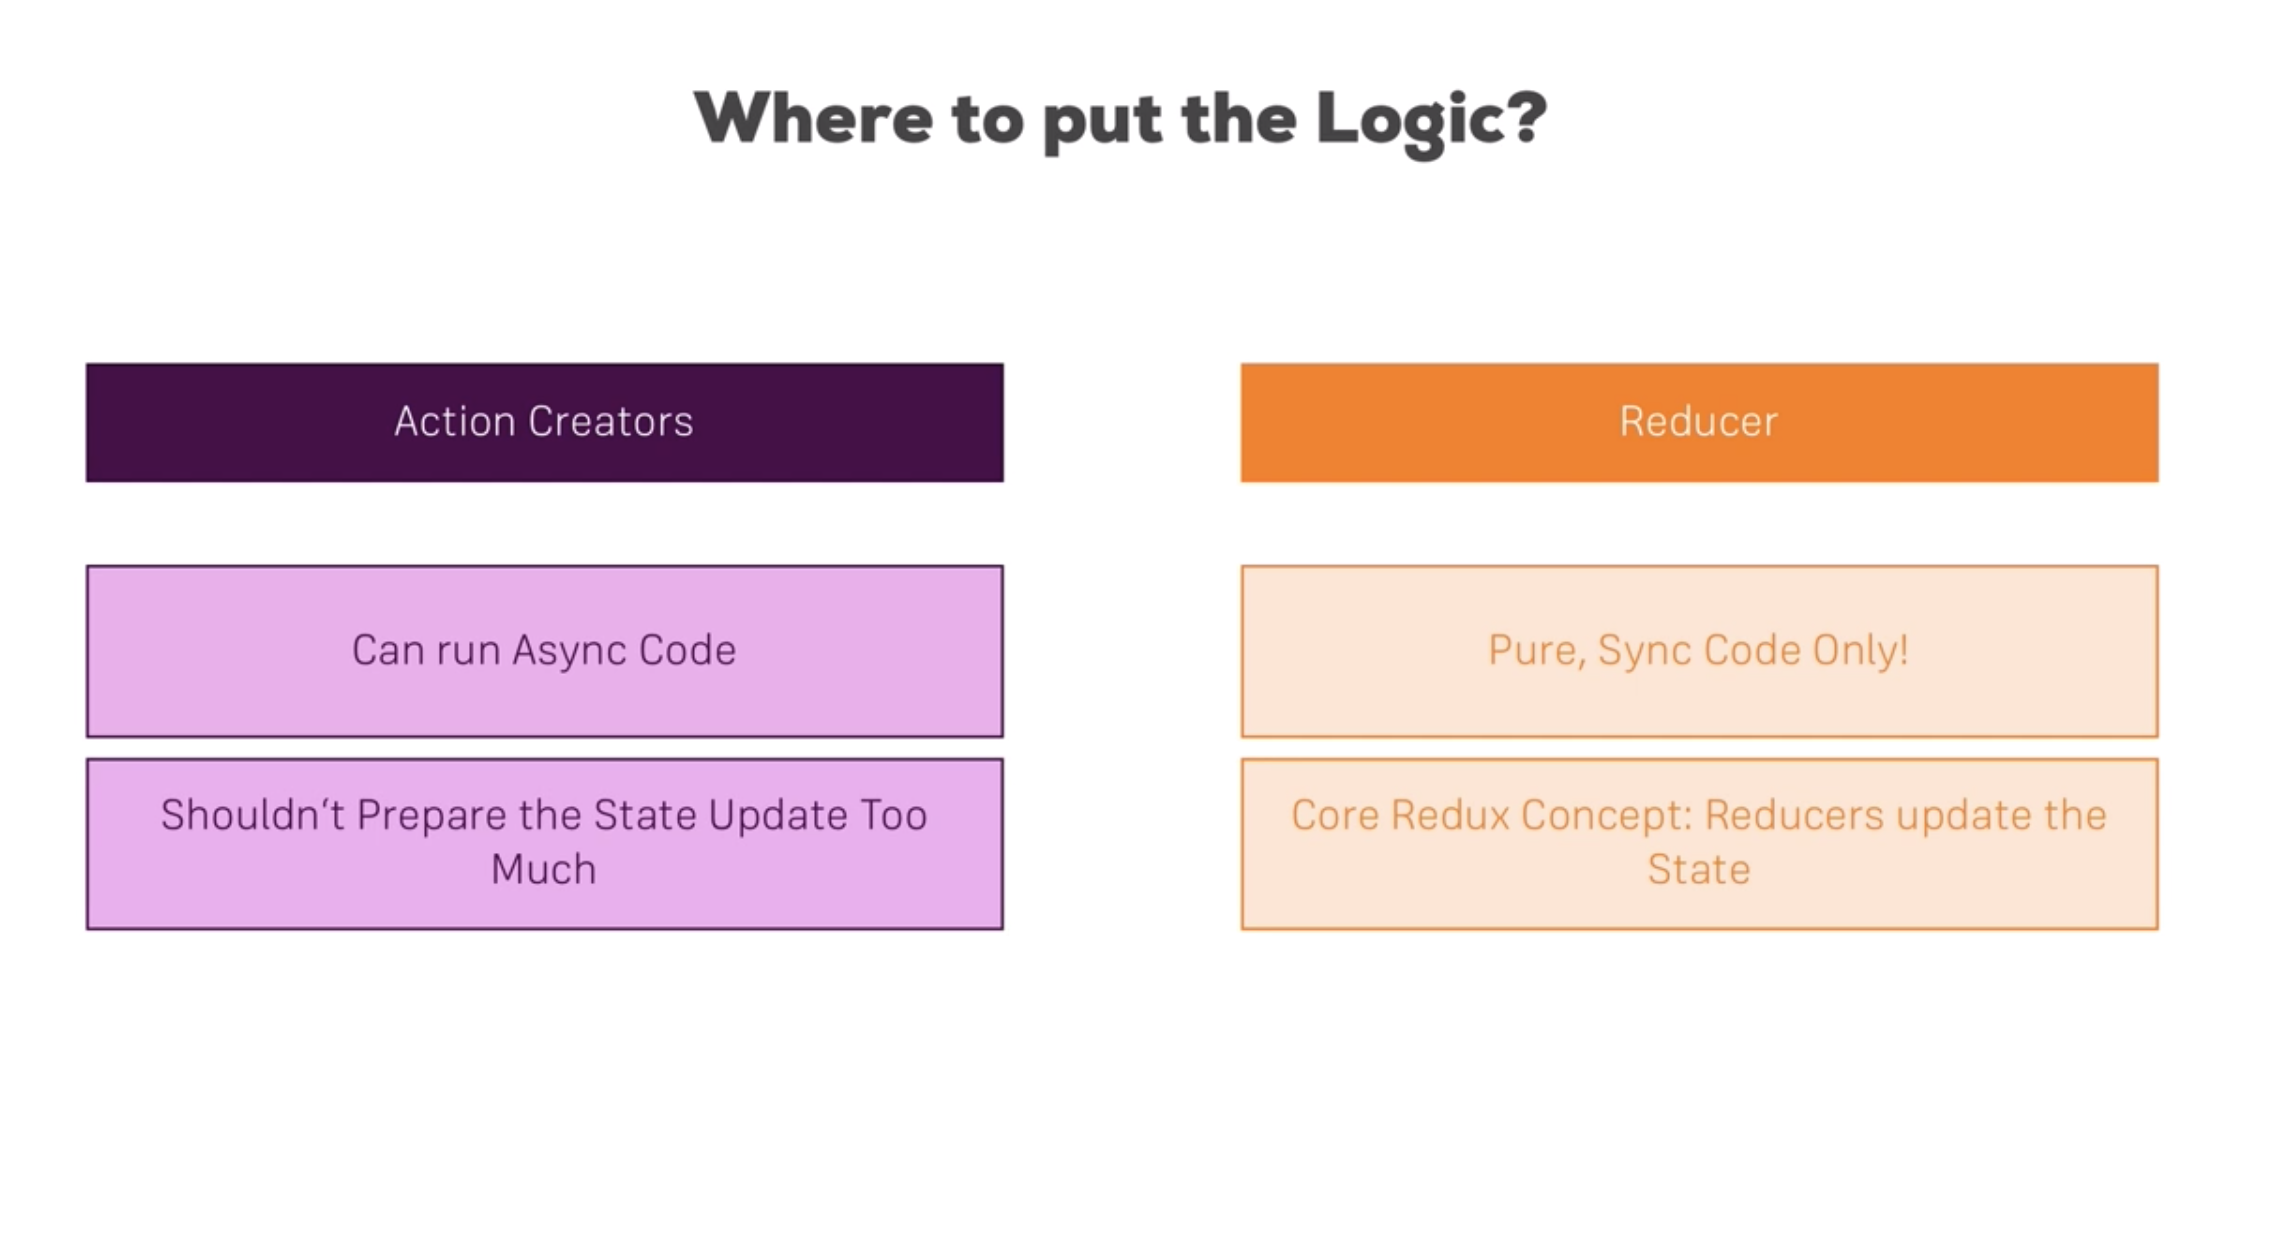 Where to put the Logic?
Action Creators
Reducer
Can run Async Code
Pure, Sync Code Only!
Shouldn‘t Prepare the State Update Too
Much
Core Redux Concept: Reducers update the
State